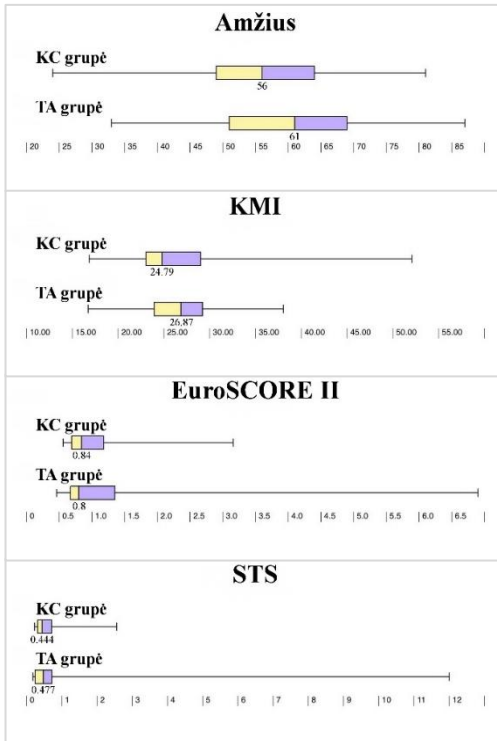 Amžius
KC grupė
56
TA grupė
61
20 25 30 35 40 45 50 55 60 65 70 75 80 85
KMI
KC grupė
24.79
TA grupė
26.87
10.00 15.00 20.00 25.00 30.00 35.00 40.00 45.00 50.00 55.00
EuroSCORE II
KC grupė
0.84
TA grupė
0.8
0 0.5 1.0 1.5 2.0 2.5 3.0 3.5 4.0 4.5 5.0 5.5 6.0 6.5
STS
KC grupė
0.444
TA grupė
0.477
0 1 2 3 4 5 6 7 8 9 10 11 12